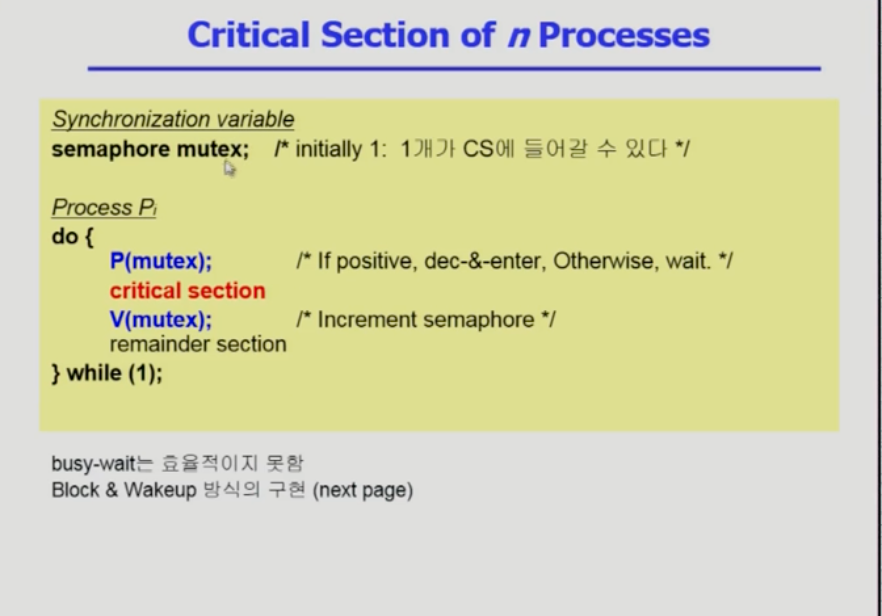 Critical Section of n Processes
Synchronization variable
semaphore mutex; /* initially 1: 1개가 CS에 들어갈 수 있다 */
Process Pi
do {
P(mutex); /* If positive, dec-&-enter, Otherwise, wait. */
critical section
V(mutex); /* Increment semaphore */
remainder section
} while (1);
busy-wait는 효율적이지 못함
Block & Wakeup 방식의 구현 (next page)